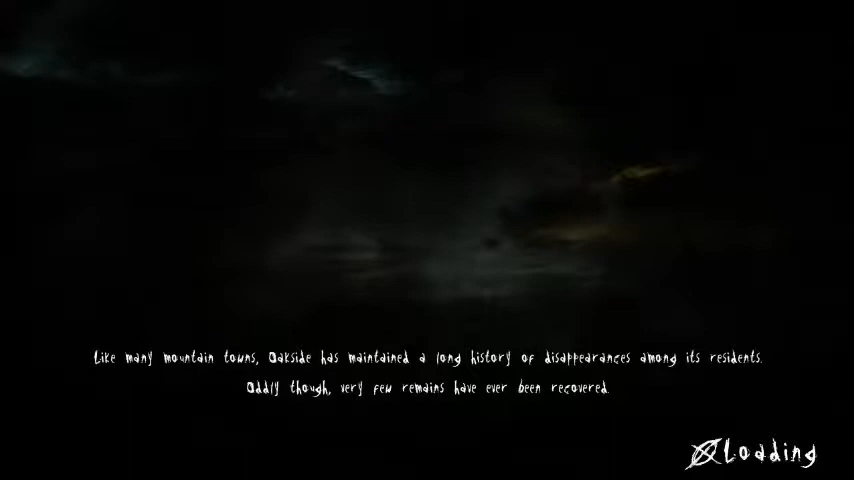 Like many mountain towns, Oakside has maintained a long history of disappearances among its residents.
Oddly though, very few remains have ever been recovered.
Loading